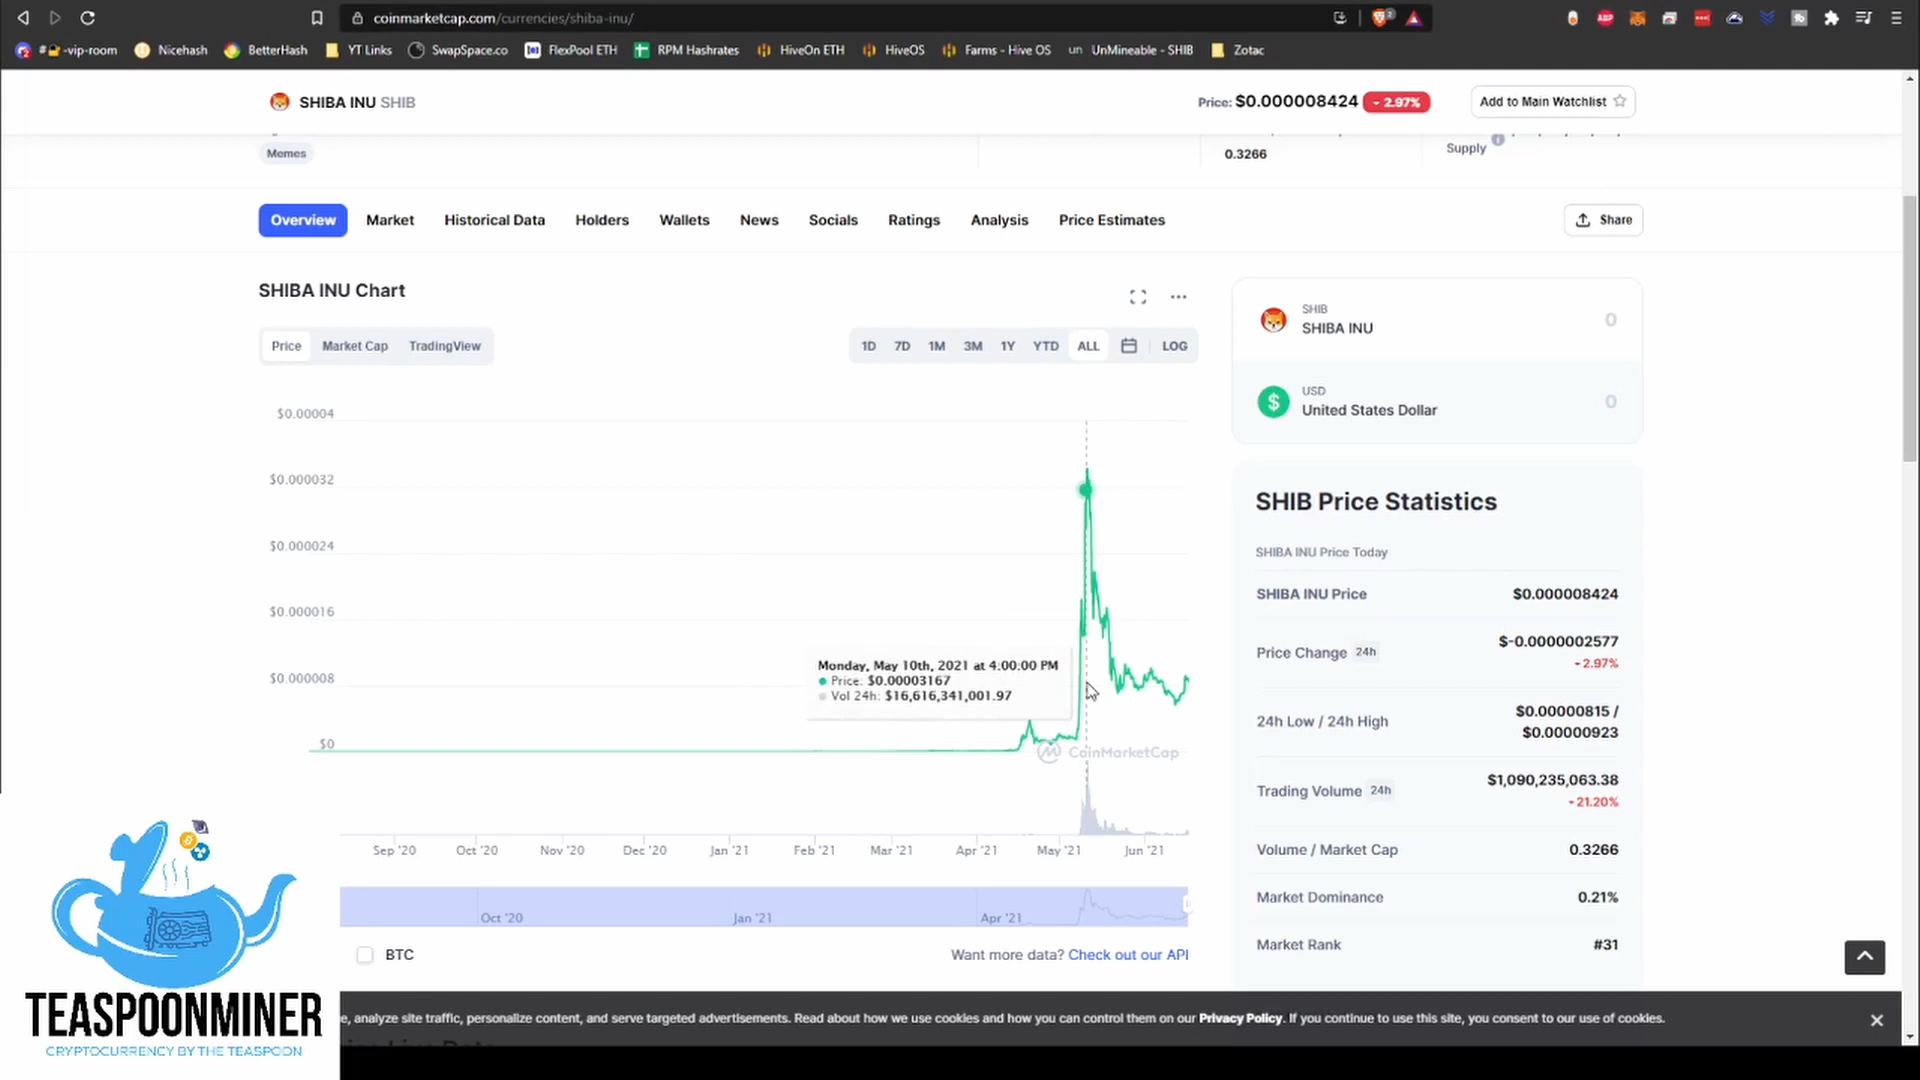 coinmarketcap.com/currencies/shiba-inu/
2
ABP
#🔐-vip-room
Nicehash
BetterHash
YT Links
SwapSpace.co
FlexPool ETH
RPM Hashrates
HiveOn ETH
HiveOS
Farms - Hive OS
un UnMineable - SHIB
Zotac
SHIBA INU SHIB
Price: $0.000008424 - 2.97%
Add to Main Watchlist
Memes
0.3266
Supply
Overview
Market
Historical Data
Holders
Wallets
News
Socials
Ratings
Analysis
Price Estimates
Share
SHIBA INU Chart
Price
Market Cap
TradingView
1D
7D
1M
3M
1Y
YTD
ALL
LOG
SHIB
SHIBA INU
0
USD
United States Dollar
0
$0.00004
$0.000032
$0.000024
$0.000016
$0.000008
$0
Monday, May 10th, 2021 at 4:00:00 PM
Price: $0.00003167
Vol 24h: $16,616,341,001.97
CoinMarketCap
Sep '20
Oct '20
Nov '20
Dec '20
Jan '21
Feb '21
Mar '21
Apr '21
May '21
Jun '21
Oct '20
Jan '21
Apr '21
BTC
Want more data? Check out our API
SHIB Price Statistics
SHIBA INU Price Today
SHIBA INU Price
$0.000008424
Price Change 24h
$-0.0000002577
- 2.97%
24h Low / 24h High
$0.00000815 /
$0.00000923
Trading Volume 24h
$1,090,235,063.38
- 21.20%
Volume / Market Cap
0.3266
Market Dominance
0.21%
Market Rank
#31
e, analyze site traffic, personalize content, and serve targeted advertisements. Read about how we use cookies and how you can control them on our Privacy Policy. If you continue to use this site, you consent to our use of cookies.
TEASPOONMINER
CRYPTOCURRENCY BY THE TEASPOON